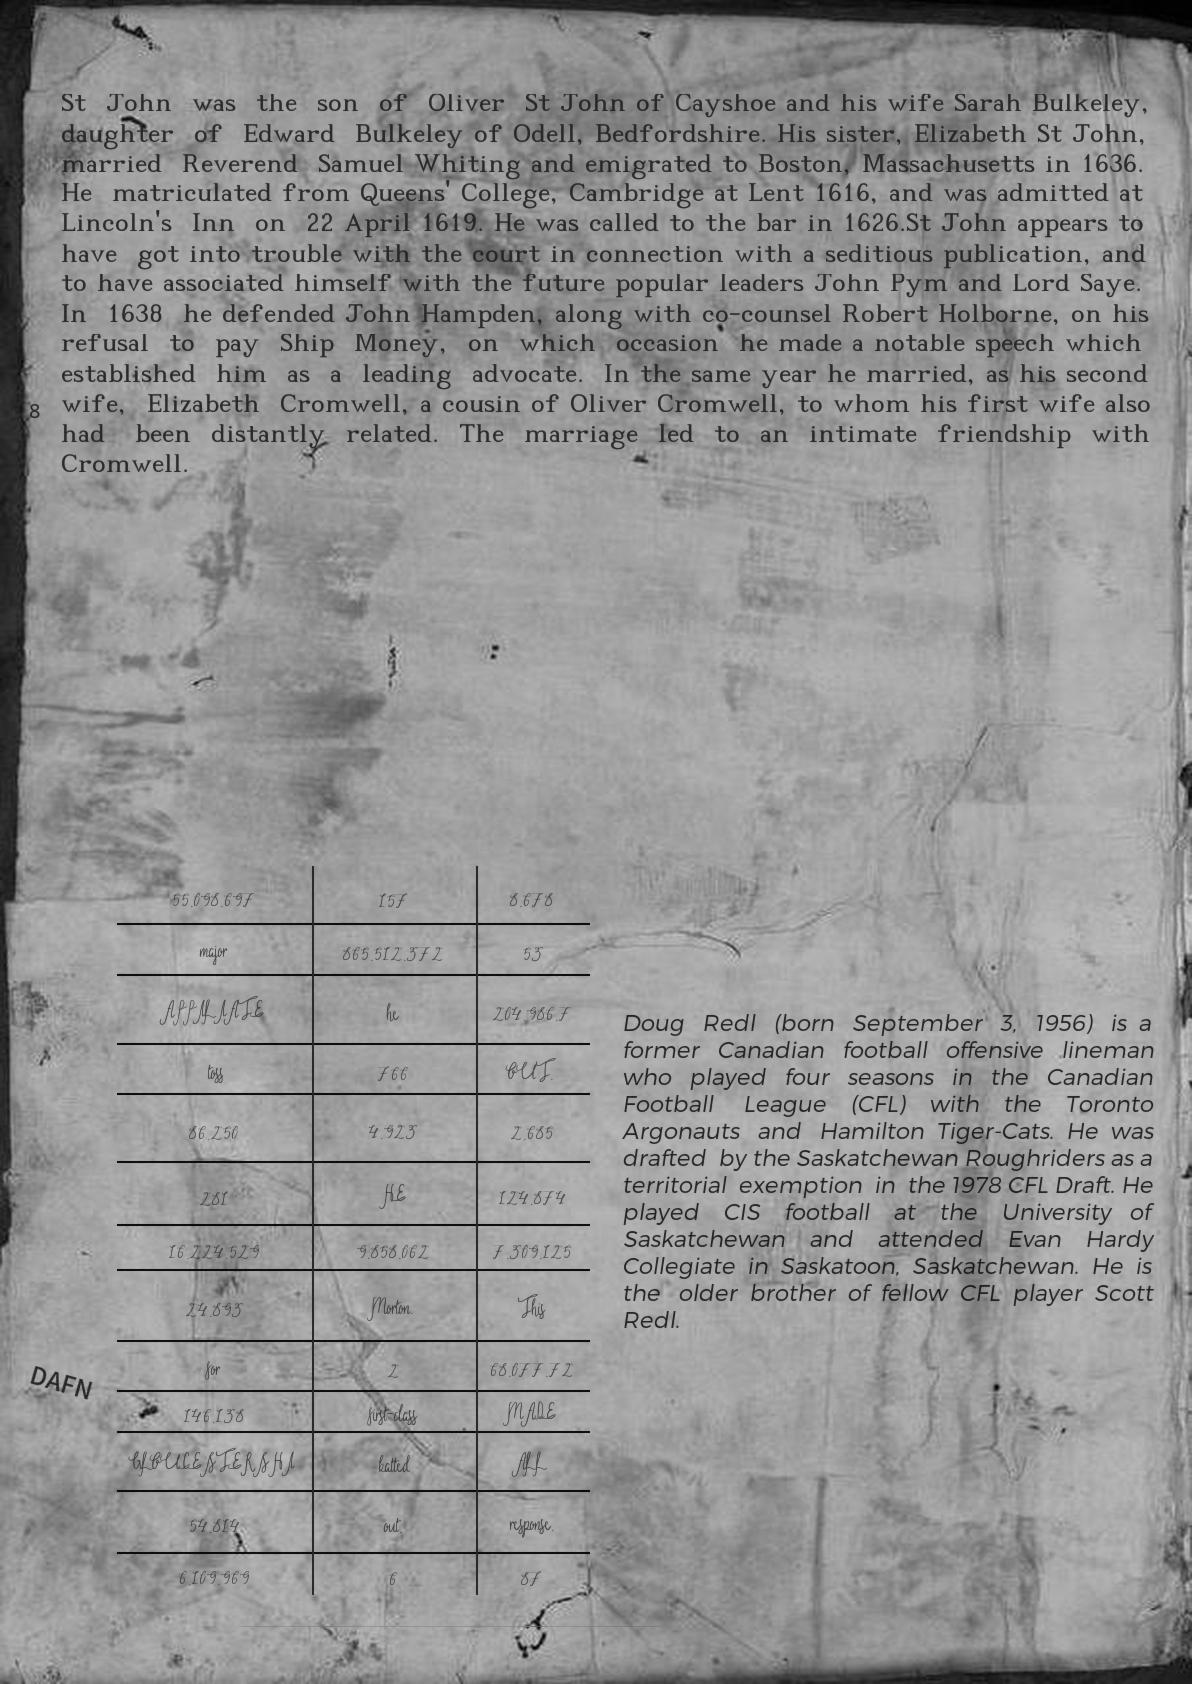 St John was the son of Oliver St John of Cayshoe and his wife Sarah Bulkeley,
daughter of Edward Bulkeley of Odell, Bedfordshire. His sister, Elizabeth St John,
married Reverend Samuel Whiting and emigrated to Boston, Massachusetts in 1636.
He matriculated from Queens' College, Cambridge at Lent 1616, and was admitted at
Lincoln's Inn on 22 April 1619. He was called to the bar in 1626.St John appears to
have got into trouble with the court in connection with a seditious publication, and
to have associated himself with the future popular leaders John Pym and Lord Saye.
In 1638 he defended John Hampden, along with co-counsel Robert Holborne, on his
refusal to pay Ship Money, on which occasion he made a notable speech which
established him as a leading advocate. In the same year he married, as his second
wife, Elizabeth Cromwell, a cousin of Oliver Cromwell, to whom his first wife also
had been distantly related. The marriage led to an intimate friendship with
Cromwell.
8
55,098,697 157 8,678
major 865,512,372 53
he 204,986,7
toss 766 OUT.
86,250 4,923 2,685
281 HE 124,874
16,224,529 9,858,062 7,309,125
24,893 Morton. This
for 2 68,077,72
146,138 first-class MADE
batted ALL
54,814 out, response.
6,109,969 6 87
Doug Redl (born September 3, 1956) is a
former Canadian football offensive lineman
who played four seasons in the Canadian
Football League (CFL) with the Toronto
Argonauts and Hamilton Tiger-Cats. He was
drafted by the Saskatchewan Roughriders as a
territorial exemption in the 1978 CFL Draft. He
played CIS football at the University of
Saskatchewan and attended Evan Hardy
Collegiate in Saskatoon, Saskatchewan. He is
the older brother of fellow CFL player Scott
Redl.
DAFN